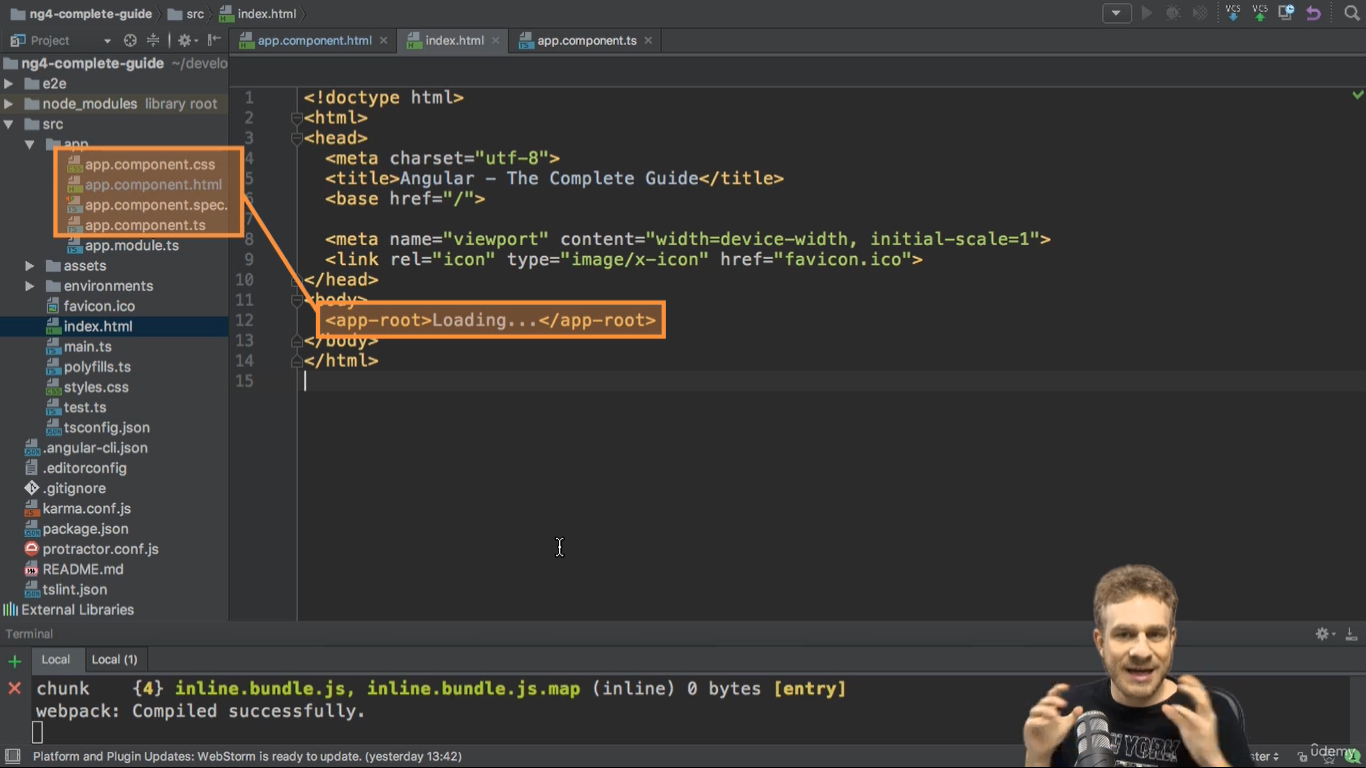 ng4-complete-guide src index.html
VCS VCS
Project
app.component.html index.html app.component.ts
ng4-complete-guide ~/develo
e2e
node_modules library root
src
app
app.component.css
app.component.html
app.component.spec.
app.component.ts
app.module.ts
assets
environments
favicon.ico
index.html
main.ts
polyfills.ts
styles.css
test.ts
tsconfig.json
.angular-cli.json
.editorconfig
.gitignore
karma.conf.js
package.json
protractor.conf.js
README.md
tslint.json
External Libraries
1 <!doctype html>
2 <html>
3 <head>
4 <meta charset="utf-8">
5 <title>Angular – The Complete Guide</title>
6 <base href="/">
7
8 <meta name="viewport" content="width=device-width, initial-scale=1">
9 <link rel="icon" type="image/x-icon" href="favicon.ico">
10 </head>
11 <body>
12 <app-root>Loading...</app-root>
13 </body>
14 </html>
15
Terminal
Local Local (1)
chunk {4} inline.bundle.js, inline.bundle.js.map (inline) 0 bytes [entry]
webpack: Compiled successfully.
Platform and Plugin Updates: WebStorm is ready to update. (yesterday 13:42)
NEW YORK
ster
ûdemy